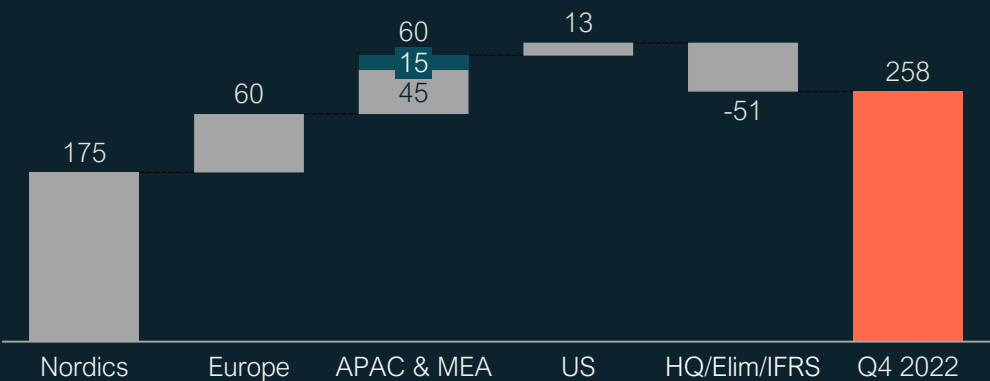 175
60
60
15
45
13
-51
258
Nordics
Europe
APAC & MEA
US
HQ/Elim/IFRS
Q4 2022